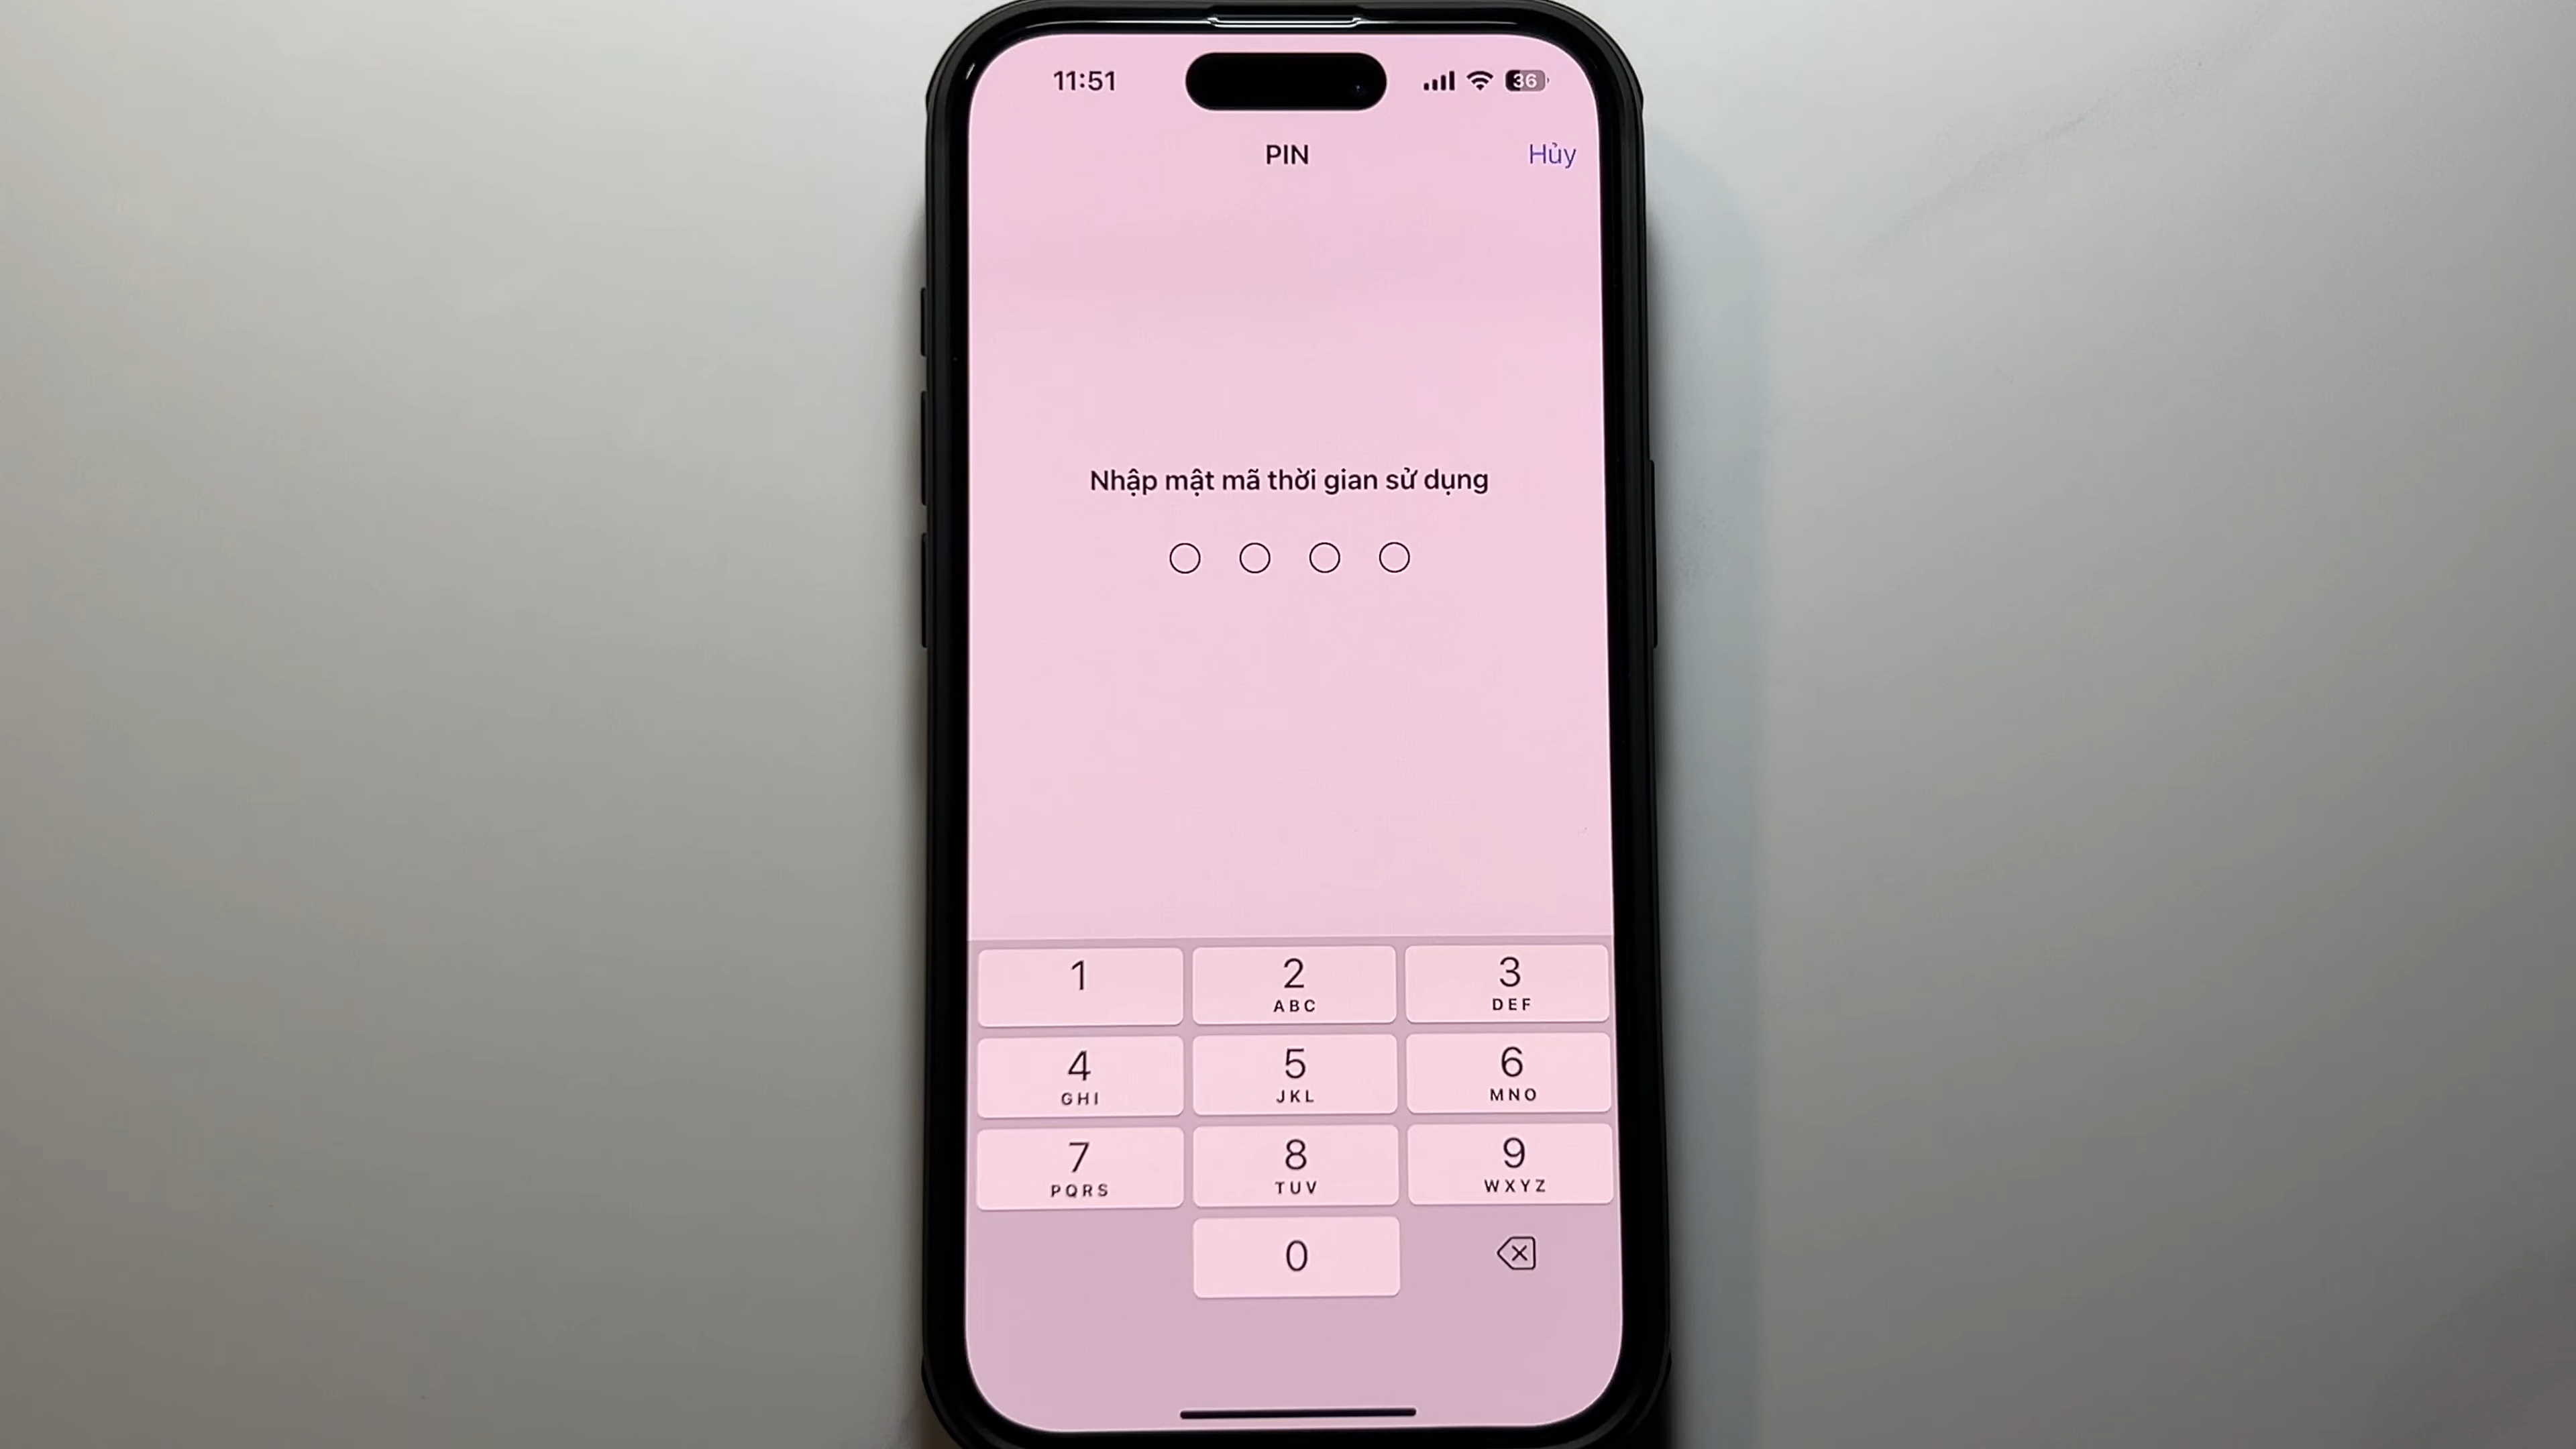 11:51
36
PIN
Hủy
Nhập mật mã thời gian sử dụng
1
2
ABC
3
DEF
4
GHI
5
JKL
6
MNO
7
PQRS
8
TUV
9
WXYZ
0